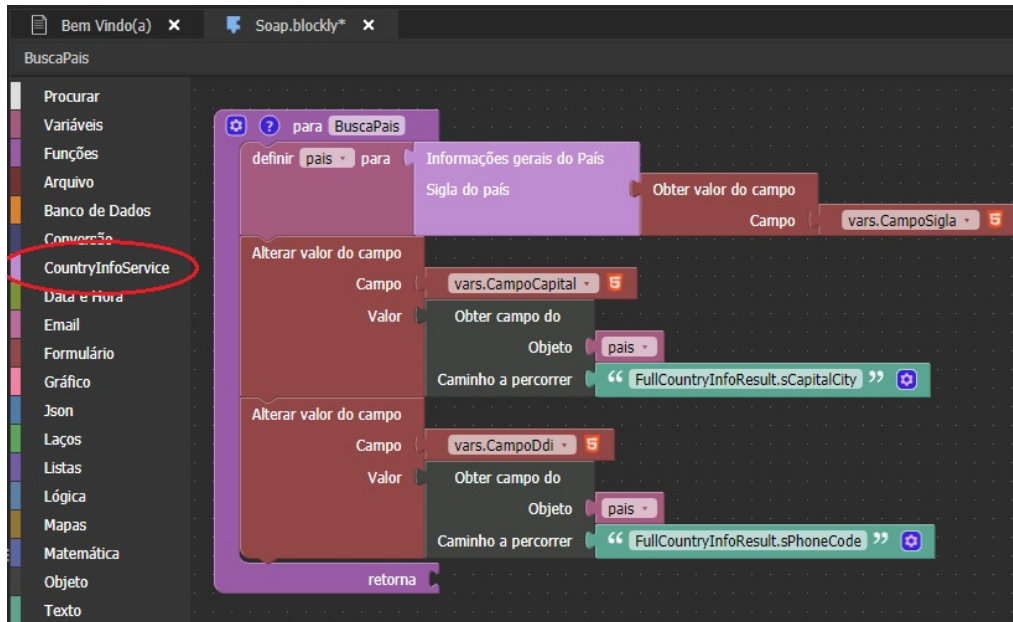 Bem Vindo(a) ×
Soap.blockly* ×
BuscaPais
Procurar
Variáveis
Funções
Arquivo
Banco de Dados
Conversão
CountryInfoService
Data e Hora
Email
Formulário
Gráfico
Json
Laços
Listas
Lógica
Mapas
Matemática
Objeto
Texto
? para BuscaPais
definir pais para
Informações gerais do País
Sigla do país
Obter valor do campo
Campo vars.CampoSigla 5
Alterar valor do campo
Campo vars.CampoCapital 5
Valor Obter campo do
Objeto pais
Caminho a percorrer “ FullCountryInfoResult.sCapitalCity ”
Alterar valor do campo
Campo vars.CampoDdi 5
Valor Obter campo do
Objeto pais
Caminho a percorrer “ FullCountryInfoResult.sPhoneCode ”
retorna